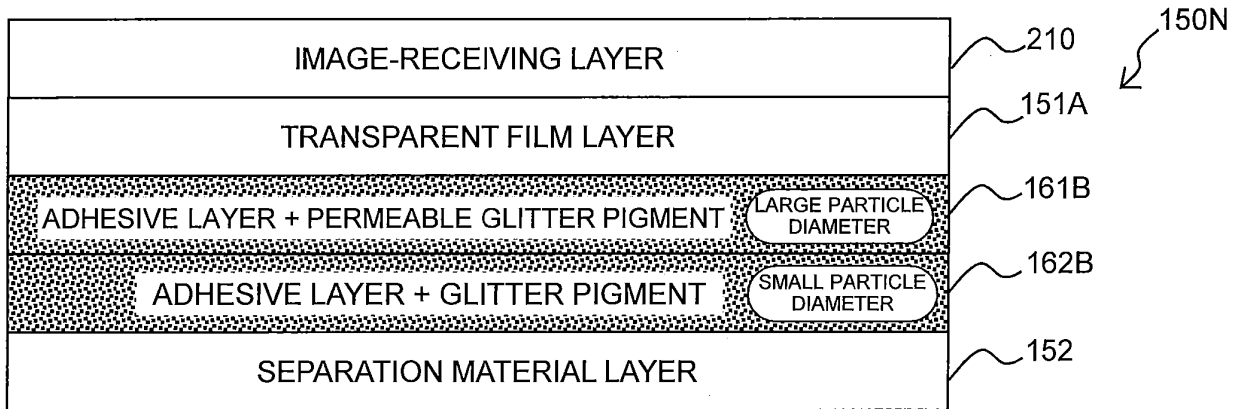 150N
IMAGE-RECEIVING LAYER 210
TRANSPARENT FILM LAYER 151A
ADHESIVE LAYER + PERMEABLE GLITTER PIGMENT
LARGE PARTICLE
DIAMETER
161B
ADHESIVE LAYER + GLITTER PIGMENT
SMALL PARTICLE
DIAMETER
162B
SEPARATION MATERIAL LAYER 152